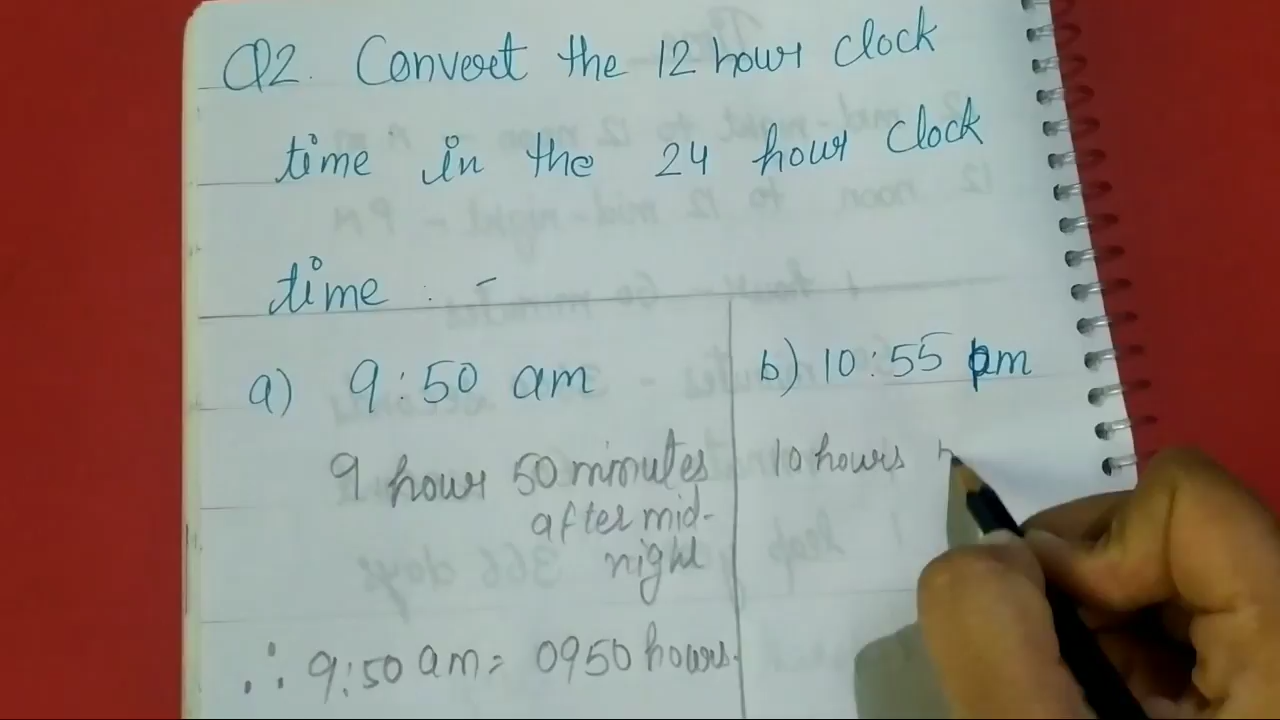 Q2. Convert the 12 hour clock
time in the 24 hour clock
time : -
a) 9:50 am
9 hour 50 minutes
after mid-
night
∴ 9:50 am = 0950 hours.
b) 10:55 pm
10 hours